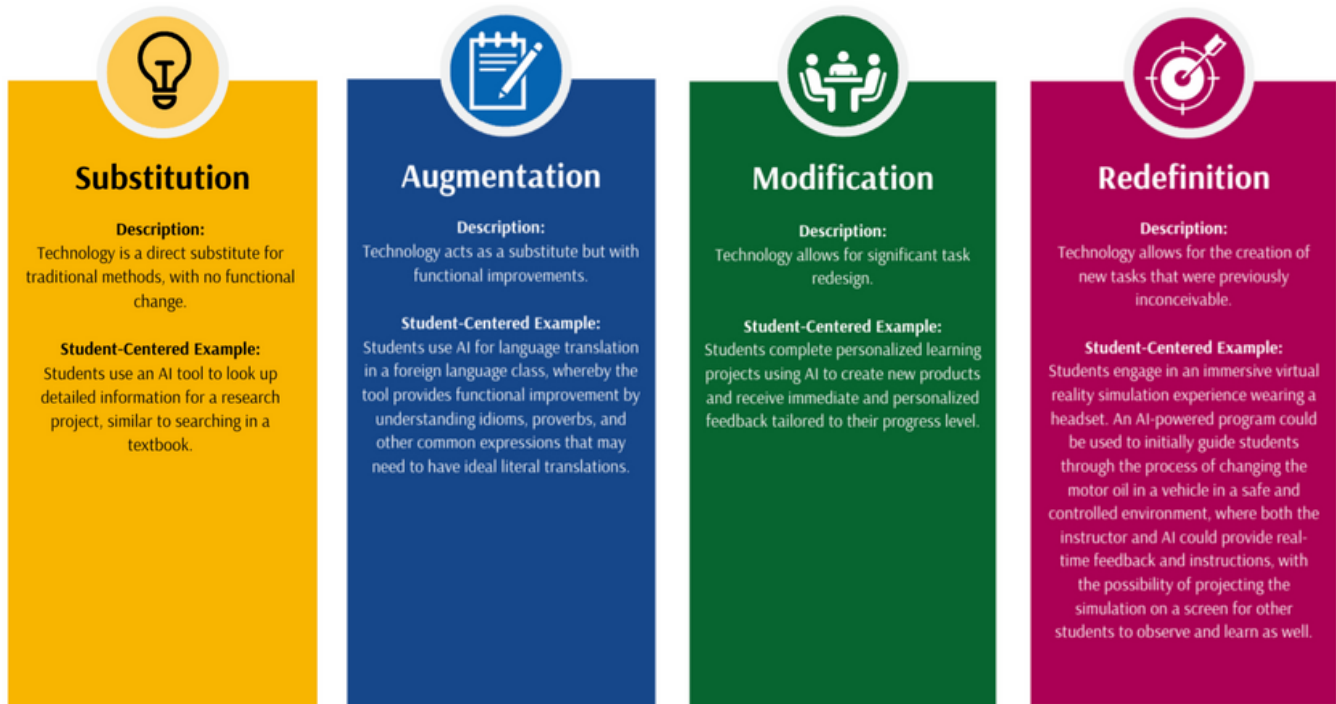 Substitution
Description:
Technology is a direct substitute for
traditional methods, with no functional
change.
Student-Centered Example:
Students use an AI tool to look up
detailed information for a research
project, similar to searching in a
textbook.
Augmentation
Description:
Technology acts as a substitute but with
functional improvements.
Student-Centered Example:
Students use AI for language translation
in a foreign language class, whereby the
tool provides functional improvement by
understanding idioms, proverbs, and
other common expressions that may
need to have ideal literal translations.
Modification
Description:
Technology allows for significant task
redesign.
Student-Centered Example:
Students complete personalized learning
projects using AI to create new products
and receive immediate and personalized
feedback tailored to their progress level.
Redefinition
Description:
Technology allows for the creation of
new tasks that were previously
inconceivable.
Student-Centered Example:
Students engage in an immersive virtual
reality simulation experience wearing a
headset. An AI-powered program could
be used to initially guide students
through the process of changing the
motor oil in a vehicle in a safe and
controlled environment, where both the
instructor and AI could provide real-
time feedback and instructions, with
the possibility of projecting the
simulation on a screen for other
students to observe and learn as well.